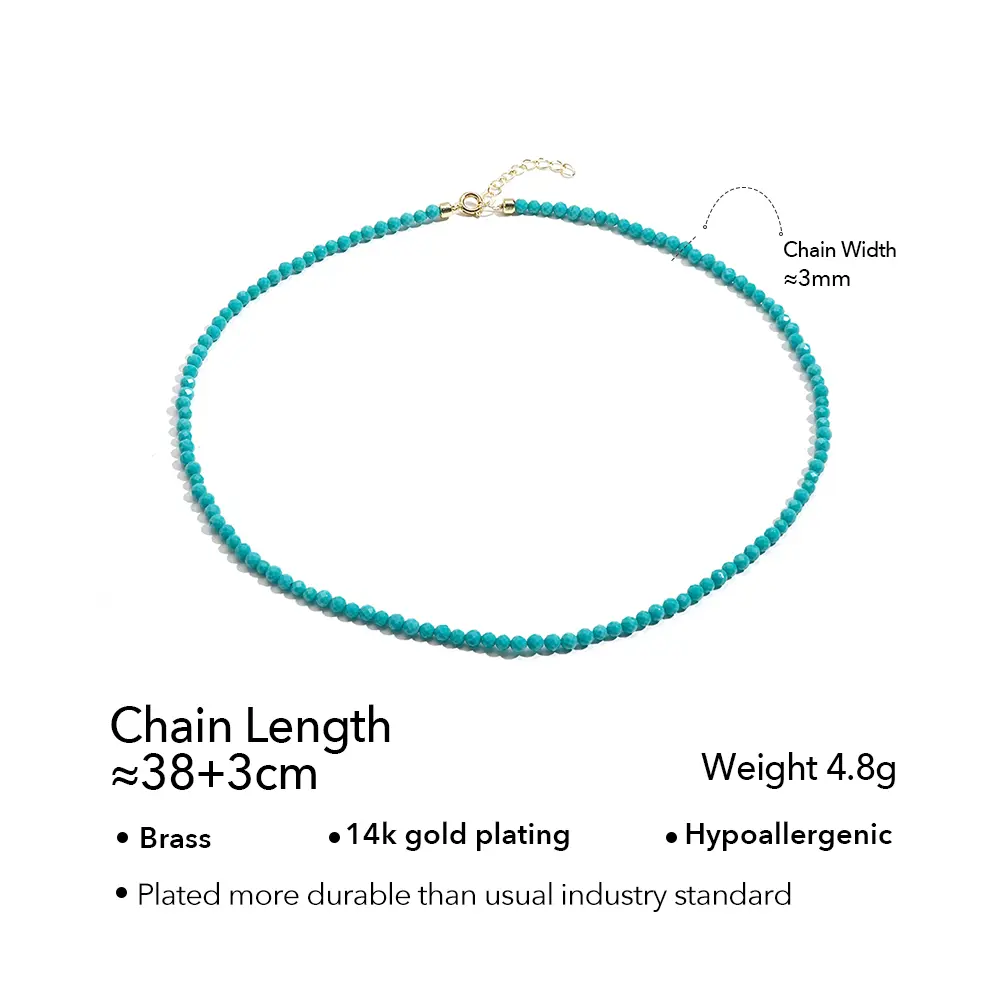 Chain Width
≈3mm
Chain Length
≈38+3cm
Weight 4.8g
• Brass
• 14k gold plating
• Hypoallergenic
• Plated more durable than usual industry standard